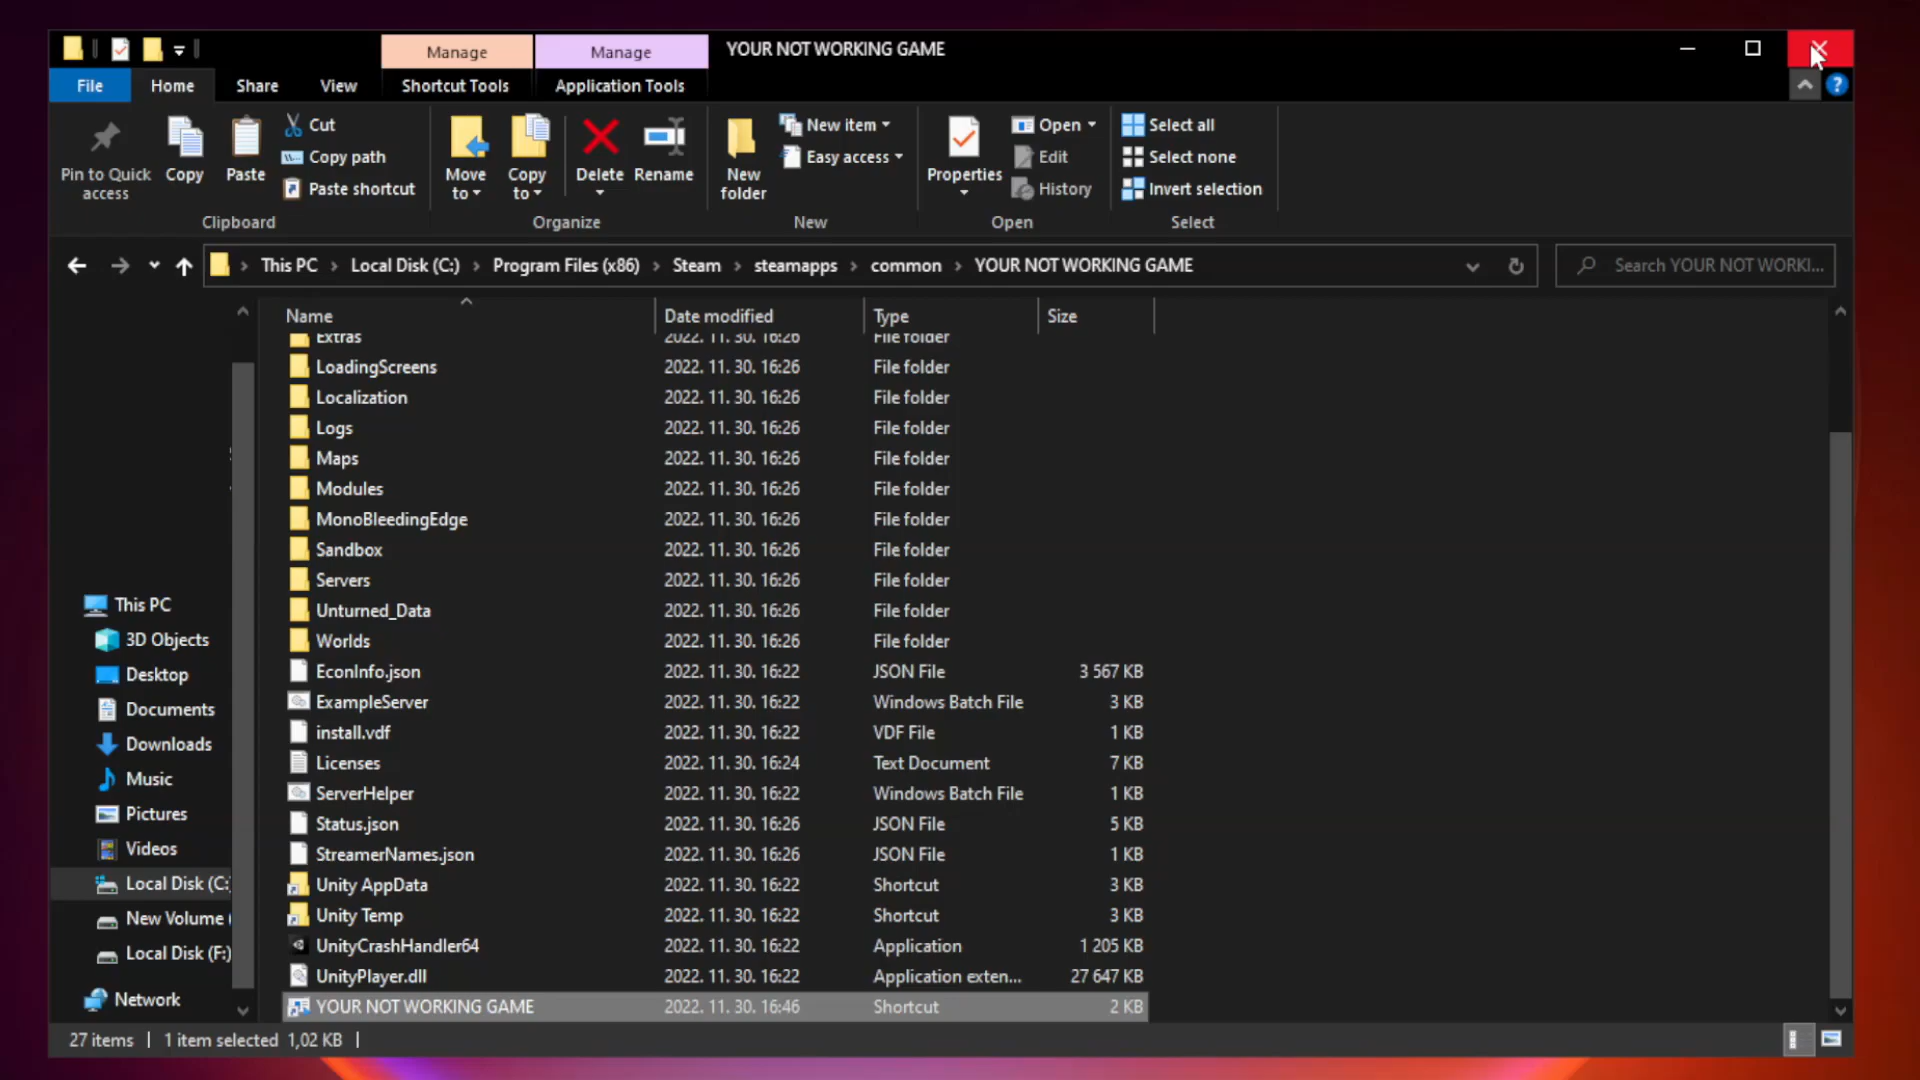 Manage
Manage
YOUR NOT WORKING GAME
File
Home
Share
View
Shortcut Tools
Application Tools
Pin to Quick access
Copy
Paste
Cut
Copy path
Paste shortcut
Clipboard
Move to
Copy to
Delete
Rename
Organize
New folder
New item
Easy access
New
Properties
Open
Edit
History
Open
Select all
Select none
Invert selection
Select
This PC > Local Disk (C:) > Program Files (x86) > Steam > steamapps > common > YOUR NOT WORKING GAME
Search YOUR NOT WORKI...
Name Date modified Type Size
Extras 2022. 11. 30. 16:26 File folder
LoadingScreens 2022. 11. 30. 16:26 File folder
Localization 2022. 11. 30. 16:26 File folder
Logs 2022. 11. 30. 16:26 File folder
Maps 2022. 11. 30. 16:26 File folder
Modules 2022. 11. 30. 16:26 File folder
MonoBleedingEdge 2022. 11. 30. 16:26 File folder
Sandbox 2022. 11. 30. 16:26 File folder
Servers 2022. 11. 30. 16:26 File folder
Unturned_Data 2022. 11. 30. 16:26 File folder
Worlds 2022. 11. 30. 16:26 File folder
EconInfo.json 2022. 11. 30. 16:22 JSON File 3 567 KB
ExampleServer 2022. 11. 30. 16:22 Windows Batch File 3 KB
install.vdf 2022. 11. 30. 16:22 VDF File 1 KB
Licenses 2022. 11. 30. 16:24 Text Document 7 KB
ServerHelper 2022. 11. 30. 16:22 Windows Batch File 1 KB
Status.json 2022. 11. 30. 16:26 JSON File 5 KB
StreamerNames.json 2022. 11. 30. 16:26 JSON File 1 KB
Unity AppData 2022. 11. 30. 16:22 Shortcut 3 KB
Unity Temp 2022. 11. 30. 16:22 Shortcut 3 KB
UnityCrashHandler64 2022. 11. 30. 16:22 Application 1 205 KB
UnityPlayer.dll 2022. 11. 30. 16:22 Application exten... 27 647 KB
YOUR NOT WORKING GAME 2022. 11. 30. 16:46 Shortcut 2 KB
This PC
3D Objects
Desktop
Documents
Downloads
Music
Pictures
Videos
Local Disk (C:)
New Volume (
Local Disk (F:)
Network
27 items | 1 item selected 1,02 KB |